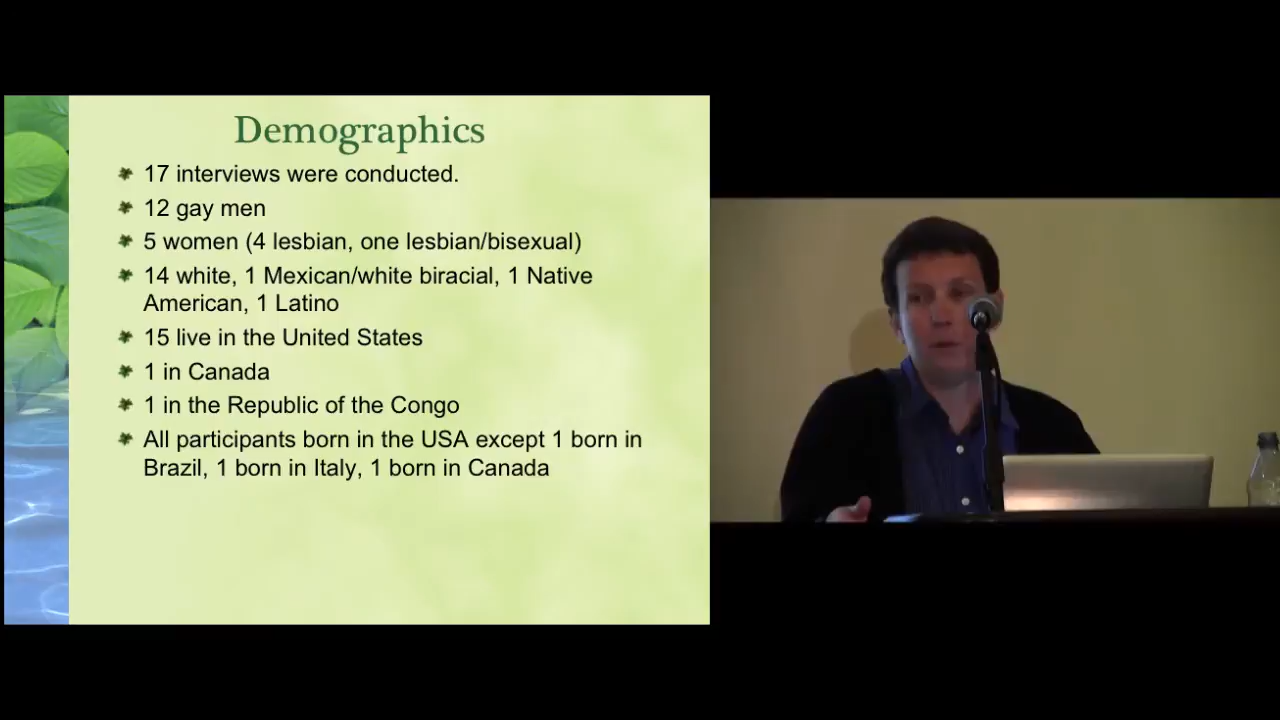 Demographics
17 interviews were conducted.
12 gay men
5 women (4 lesbian, one lesbian/bisexual)
14 white, 1 Mexican/white biracial, 1 Native
American, 1 Latino
15 live in the United States
1 in Canada
1 in the Republic of the Congo
All participants born in the USA except 1 born in
Brazil, 1 born in Italy, 1 born in Canada